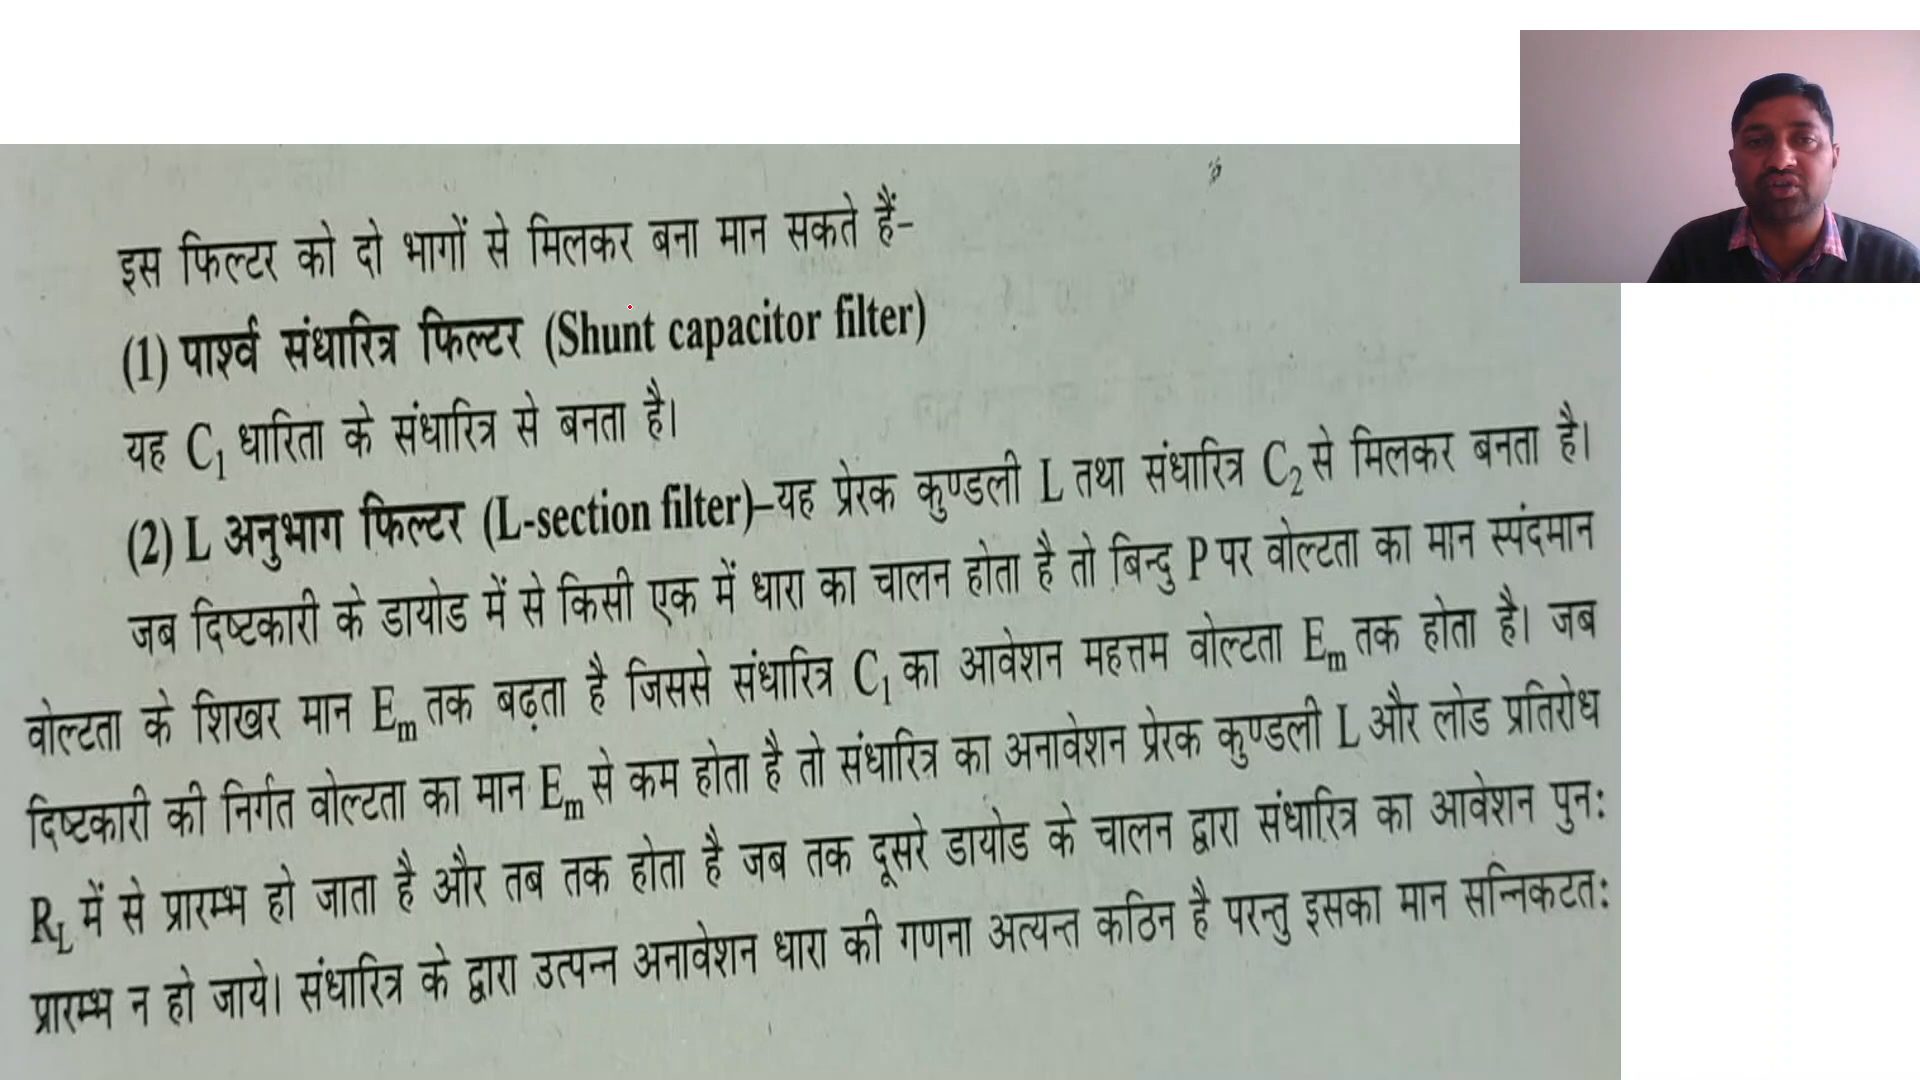 इस फिल्टर को दो भागों से मिलकर बना मान सकते हैं-
(1) पार्श्व संधारित्र फिल्टर (Shunt capacitor filter)
यह C₁ धारिता के संधारित्र से बनता है।
(2) L अनुभाग फिल्टर (L-section filter)–यह प्रेरक कुण्डली L तथा संधारित्र C₂ से मिलकर बनता है।
जब दिष्टकारी के डायोड में से किसी एक में धारा का चालन होता है तो बिन्दु P पर वोल्टता का मान स्पंदमान
वोल्टता के शिखर मान Eₘ तक बढ़ता है जिससे संधारित्र C₁ का आवेशन महत्तम वोल्टता Eₘ तक होता है। जब
दिष्टकारी की निर्गत वोल्टता का मान Eₘ से कम होता है तो संधारित्र का अनावेशन प्रेरक कुण्डली L और लोड प्रतिरोध
R_L में से प्रारम्भ हो जाता है और तब तक होता है जब तक दूसरे डायोड के चालन द्वारा संधारित्र का आवेशन पुनः
प्रारम्भ न हो जाये। संधारित्र के द्वारा उत्पन्न अनावेशन धारा की गणना अत्यन्त कठिन है परन्तु इसका मान सन्निकटतः